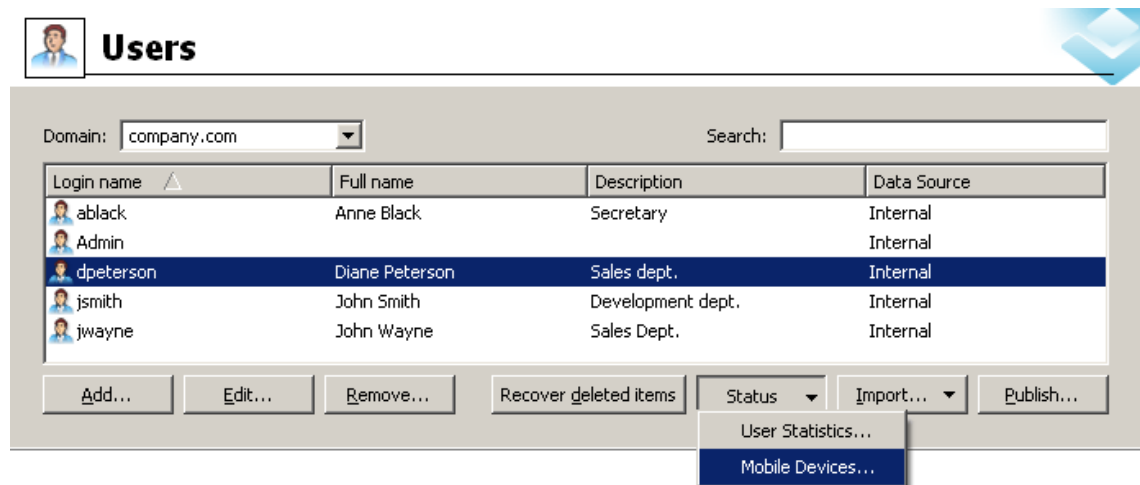 Users
Domain: company.com Search:
Login name Full name Description Data Source
ablack Anne Black Secretary Internal
Admin Internal
dpeterson Diane Peterson Sales dept. Internal
jsmith John Smith Development dept. Internal
jwayne John Wayne Sales Dept. Internal
Add... Edit... Remove... Recover deleted items Status Import... Publish...
User Statistics...
Mobile Devices...